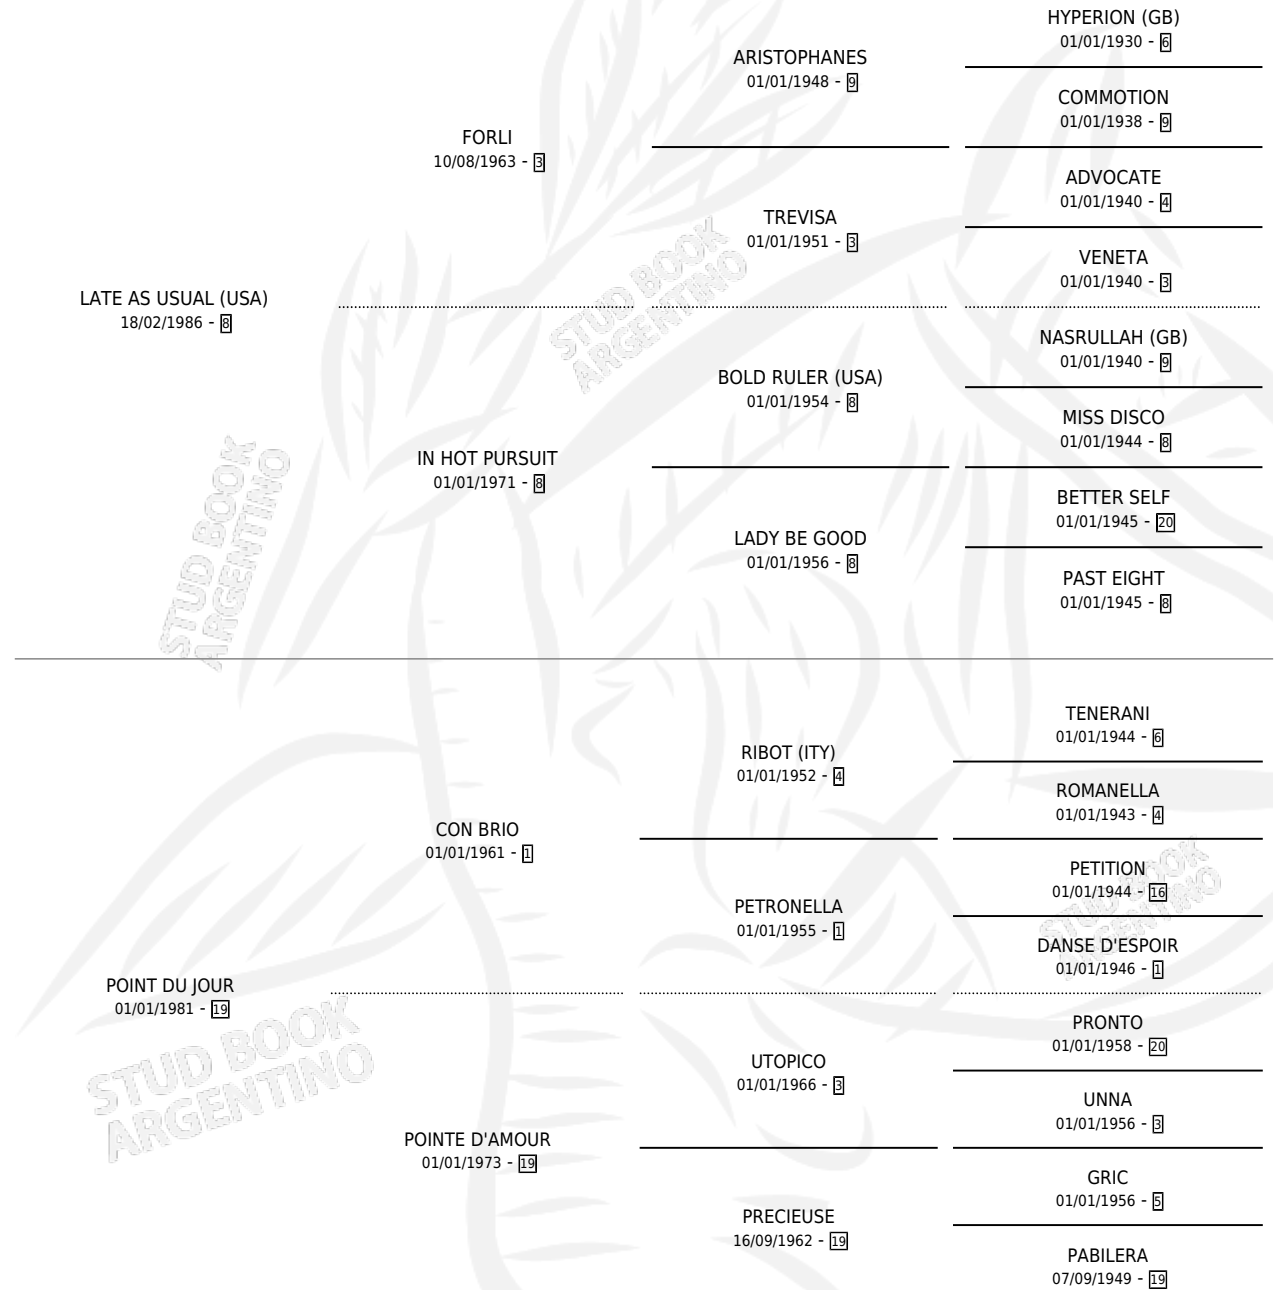 HYPERION (GB)
01/01/1930 - 6
ARISTOPHANES
01/01/1948 - 9
COMMOTION
01/01/1938 - 9
FORLI
10/08/1963 - 3
ADVOCATE
01/01/1940 - 4
TREVISA
01/01/1951 - 3
VENETA
01/01/1940 - 3
LATE AS USUAL (USA)
18/02/1986 - 8
NASRULLAH (GB)
01/01/1940 - 9
BOLD RULER (USA)
01/01/1954 - 8
MISS DISCO
01/01/1944 - 8
IN HOT PURSUIT
01/01/1971 - 8
BETTER SELF
01/01/1945 - 20
LADY BE GOOD
01/01/1956 - 8
PAST EIGHT
01/01/1945 - 8
TENERANI
01/01/1944 - 6
RIBOT (ITY)
01/01/1952 - 4
ROMANELLA
01/01/1943 - 4
CON BRIO
01/01/1961 - 1
PETITION
01/01/1944 - 16
PETRONELLA
01/01/1955 - 1
DANSE D'ESPOIR
01/01/1946 - 1
POINT DU JOUR
01/01/1981 - 19
PRONTO
01/01/1958 - 20
UTOPICO
01/01/1966 - 3
UNNA
01/01/1956 - 3
POINTE D'AMOUR
01/01/1973 - 19
GRIC
01/01/1956 - 5
PRECIEUSE
16/09/1962 - 19
PABILERA
07/09/1949 - 19
STUD BOOK
ARGENTINO
STUD BOOK
ARGENTINO
STUD BOOK
ARGENTINO
STUD BOOK
ARGENTINO